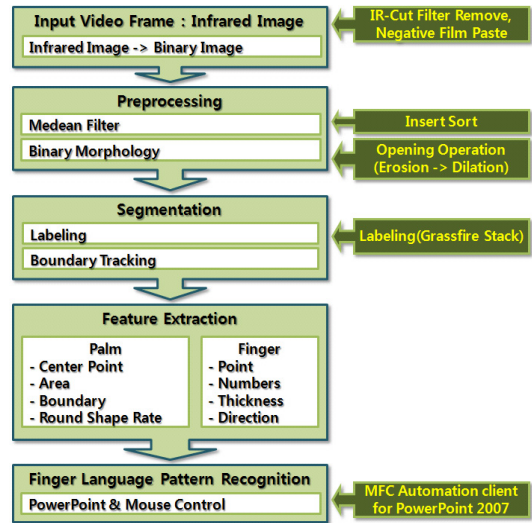 Input Video Frame : Infrared Image
Infrared Image -> Binary Image
IR-Cut Filter Remove,
Negative Film Paste
Preprocessing
Medean Filter
Insert Sort
Binary Morphology
Opening Operation
(Erosion -> Dilation)
Segmentation
Labeling
Labeling(Grassfire Stack)
Boundary Tracking
Feature Extraction
Palm
- Center Point
- Area
- Boundary
- Round Shape Rate
Finger
- Point
- Numbers
- Thickness
- Direction
Finger Language Pattern Recognition
PowerPoint & Mouse Control
MFC Automation client
for PowerPoint 2007